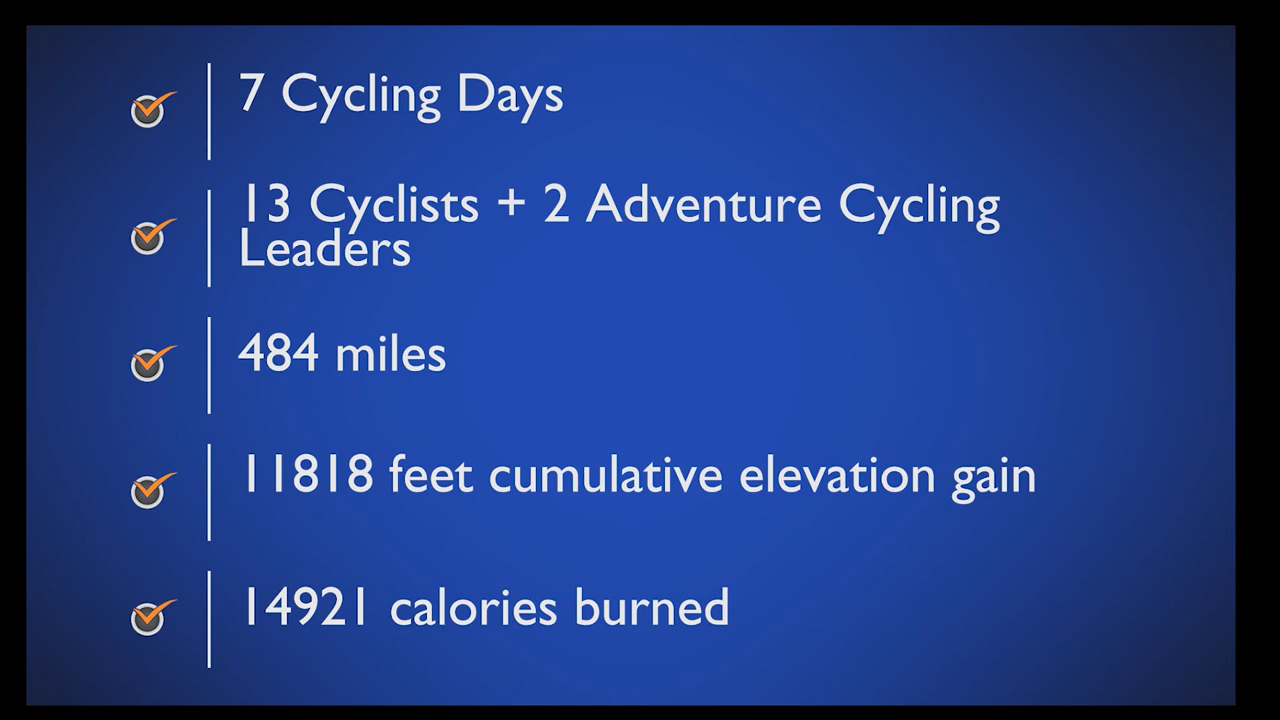 7 Cycling Days
13 Cyclists + 2 Adventure Cycling
Leaders
484 miles
11818 feet cumulative elevation gain
14921 calories burned